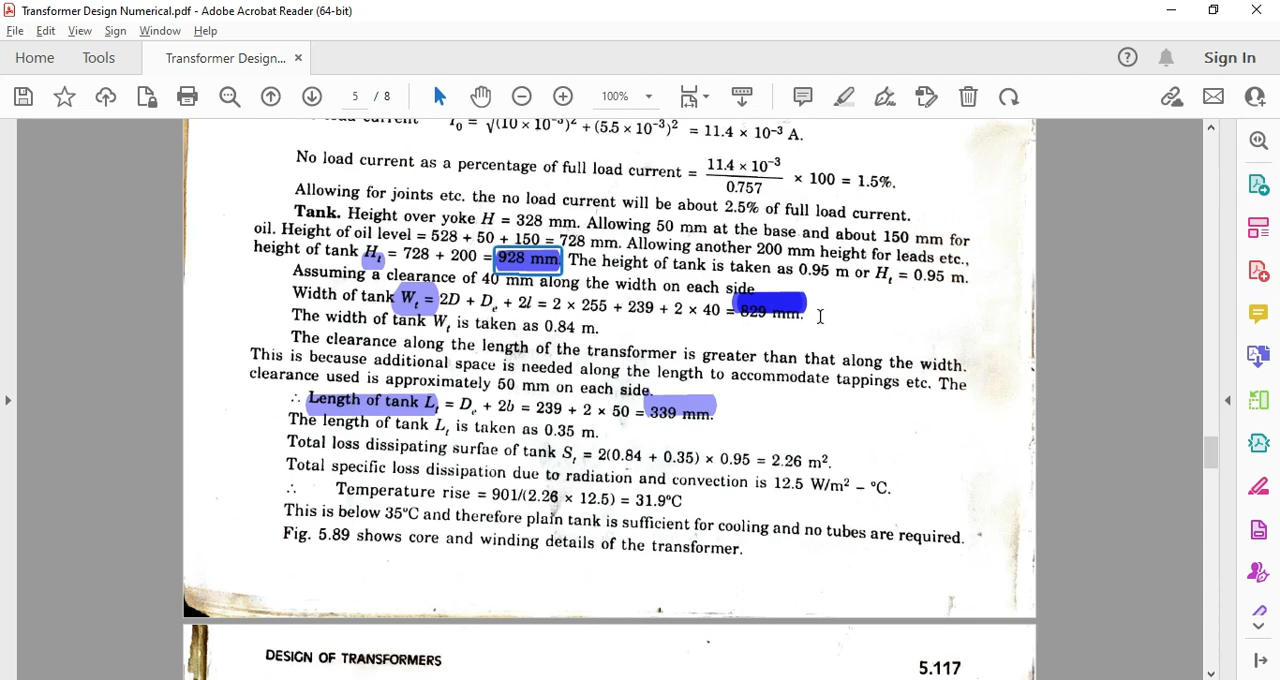 Transformer Design Numerical.pdf - Adobe Acrobat Reader (64-bit)
File Edit View Sign Window Help
Home Tools Transformer Design... × Sign In
5 / 8 100%
current I₀ = √(10 × 10⁻³)² + (5.5 × 10⁻³)² = 11.4 × 10⁻³ A.
No load current as a percentage of full load current = 11.4 × 10⁻³ / 0.757 × 100 = 1.5%.
Allowing for joints etc. the no load current will be about 2.5% of full load current.
Tank. Height over yoke H = 328 mm. Allowing 50 mm at the base and about 150 mm for
oil. Height of oil level = 528 + 50 + 150 = 728 mm. Allowing another 200 mm height for leads etc.,
height of tank Hₜ = 728 + 200 = 928 mm. The height of tank is taken as 0.95 m or Hₜ = 0.95 m.
Assuming a clearance of 40 mm along the width on each side
Width of tank Wₜ = 2D + Dₑ + 2l = 2 × 255 + 239 + 2 × 40 = 829 mm.
The width of tank Wₜ is taken as 0.84 m.
The clearance along the length of the transformer is greater than that along the width.
This is because additional space is needed along the length to accommodate tappings etc. The
clearance used is approximately 50 mm on each side.
∴ Length of tank Lₜ = Dₑ + 2b = 239 + 2 × 50 = 339 mm.
The length of tank Lₜ is taken as 0.35 m.
Total loss dissipating surfae of tank Sₜ = 2(0.84 + 0.35) × 0.95 = 2.26 m².
Total specific loss dissipation due to radiation and convection is 12.5 W/m² – °C.
∴ Temperature rise = 901/(2.26 × 12.5) = 31.9°C
This is below 35°C and therefore plain tank is sufficient for cooling and no tubes are required.
Fig. 5.89 shows core and winding details of the transformer.
DESIGN OF TRANSFORMERS 5.117